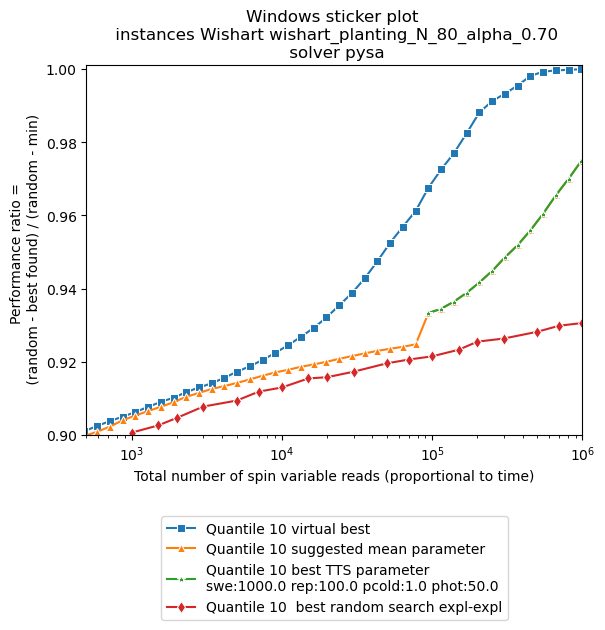 Windows sticker plot
instances Wishart wishart_planting_N_80_alpha_0.70
solver pysa
Performance ratio =
(random - best found) / (random - min)
1.00
0.98
0.96
0.94
0.92
0.90
10³
10⁴
10⁵
10⁶
Total number of spin variable reads (proportional to time)
Quantile 10 virtual best
Quantile 10 suggested mean parameter
Quantile 10 best TTS parameter
swe:1000.0 rep:100.0 pcold:1.0 phot:50.0
Quantile 10  best random search expl-expl